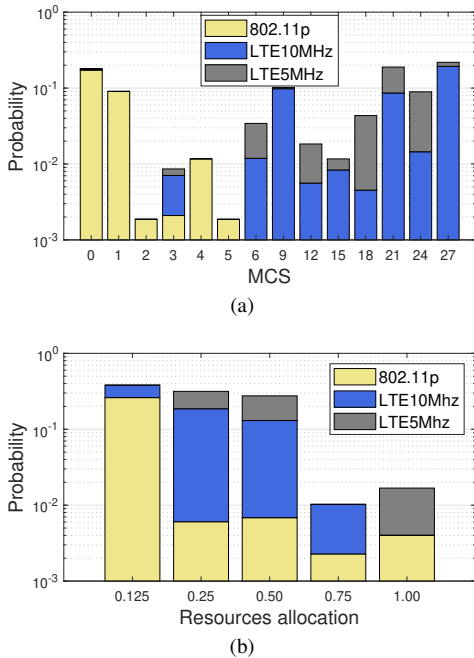 10^0
10^-1
10^-2
10^-3
Probability
802.11p
LTE10MHz
LTE5MHz
0 1 2 3 4 5 6 9 12 15 18 21 24 27
MCS
(a)
10^0
10^-1
10^-2
10^-3
Probability
802.11p
LTE10Mhz
LTE5Mhz
0.125 0.25 0.50 0.75 1.00
Resources allocation
(b)